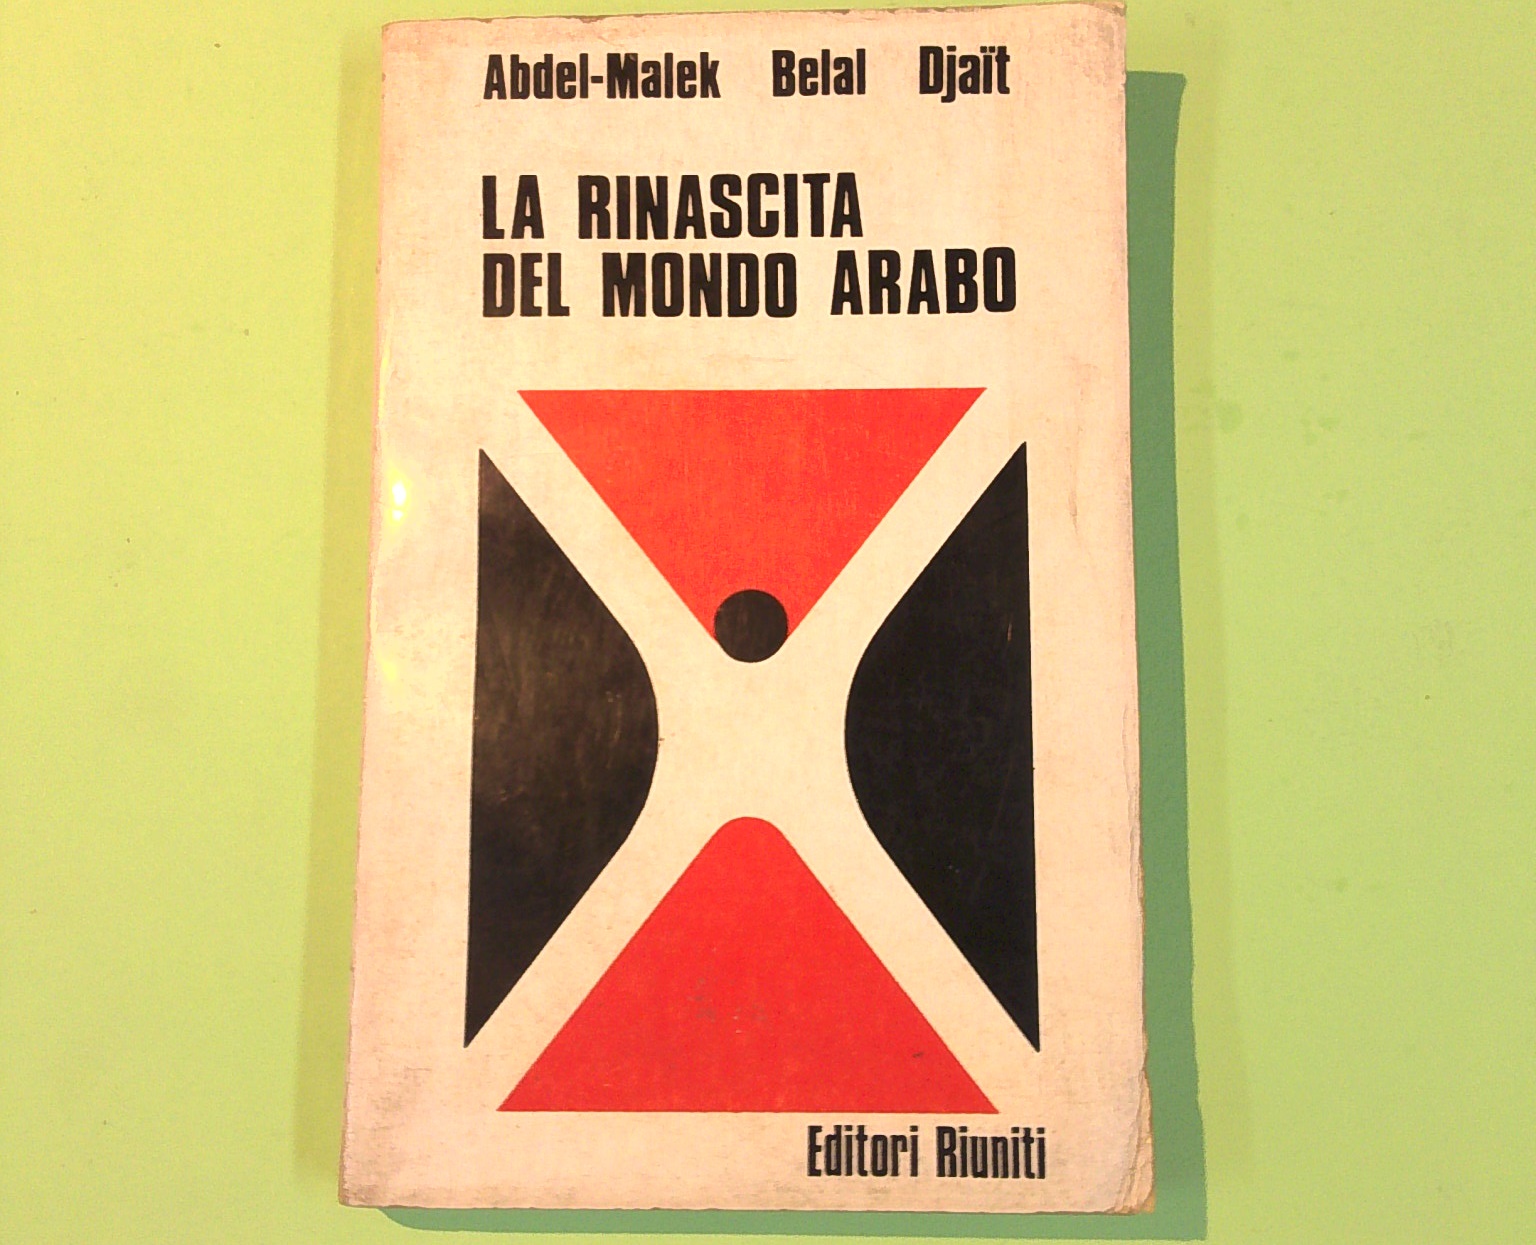 Abdel-Malek Belal Djaït
LA RINASCITA
DEL MONDO ARABO
Editori Riuniti